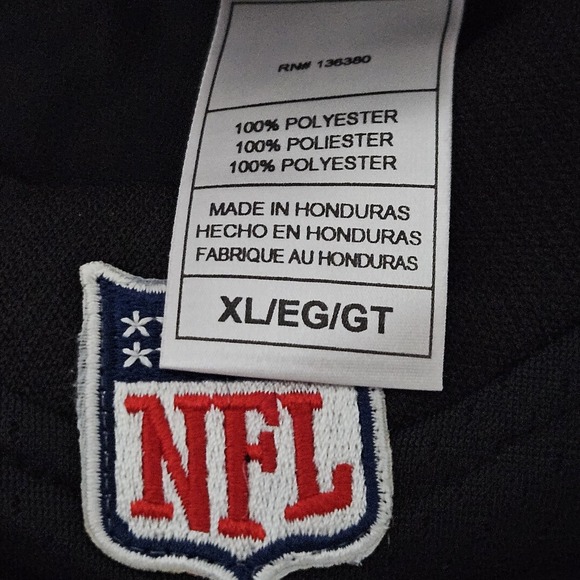 RN# 136380
100% POLYESTER
100% POLIESTER
100% POLYESTER
MADE IN HONDURAS
HECHO EN HONDURAS
FABRIQUE AU HONDURAS
XL/EG/GT
NFL